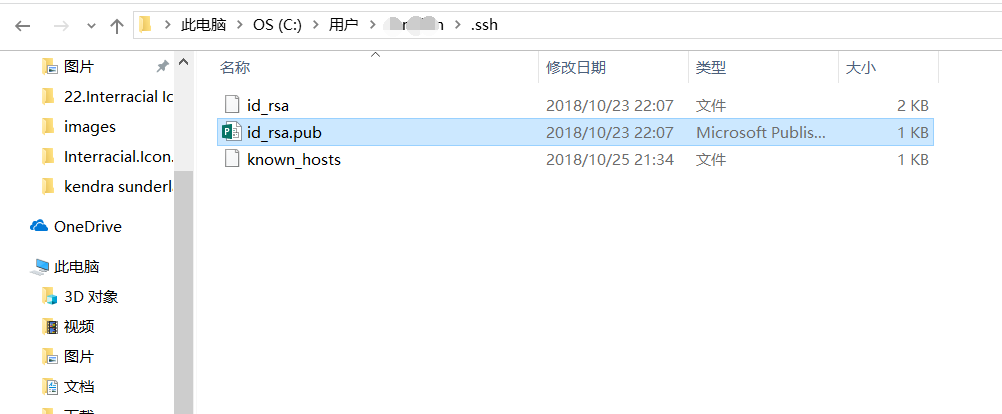 此电脑 OS (C:) 用户 .ssh
名称 修改日期 类型 大小
id_rsa 2018/10/23 22:07 文件 2 KB
id_rsa.pub 2018/10/23 22:07 Microsoft Publis... 1 KB
known_hosts 2018/10/25 21:34 文件 1 KB
图片
22.Interracial Ic
images
Interracial.Icon.
kendra sunderl
OneDrive
此电脑
3D 对象
视频
图片
文档